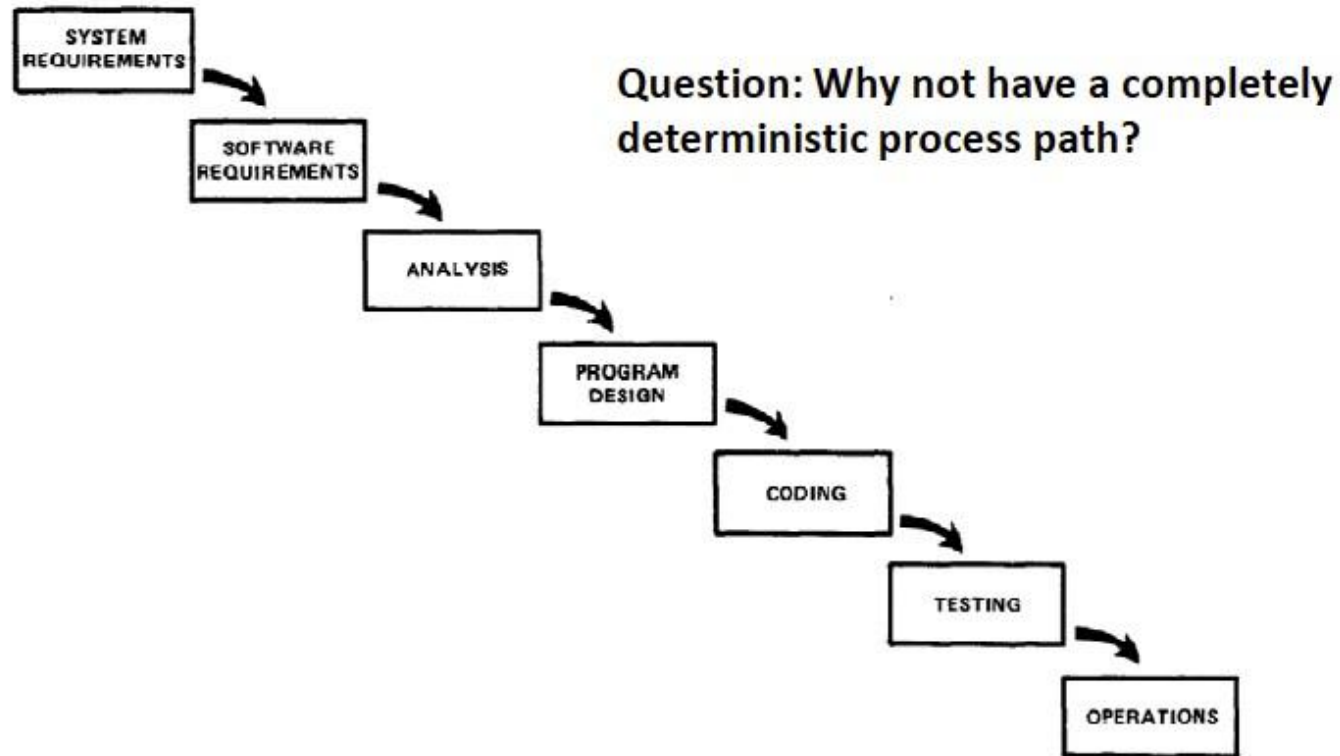 SYSTEM
REQUIREMENTS
Question: Why not have a completely
deterministic process path?
SOFTWARE
REQUIREMENTS
ANALYSIS
PROGRAM
DESIGN
CODING
TESTING
OPERATIONS